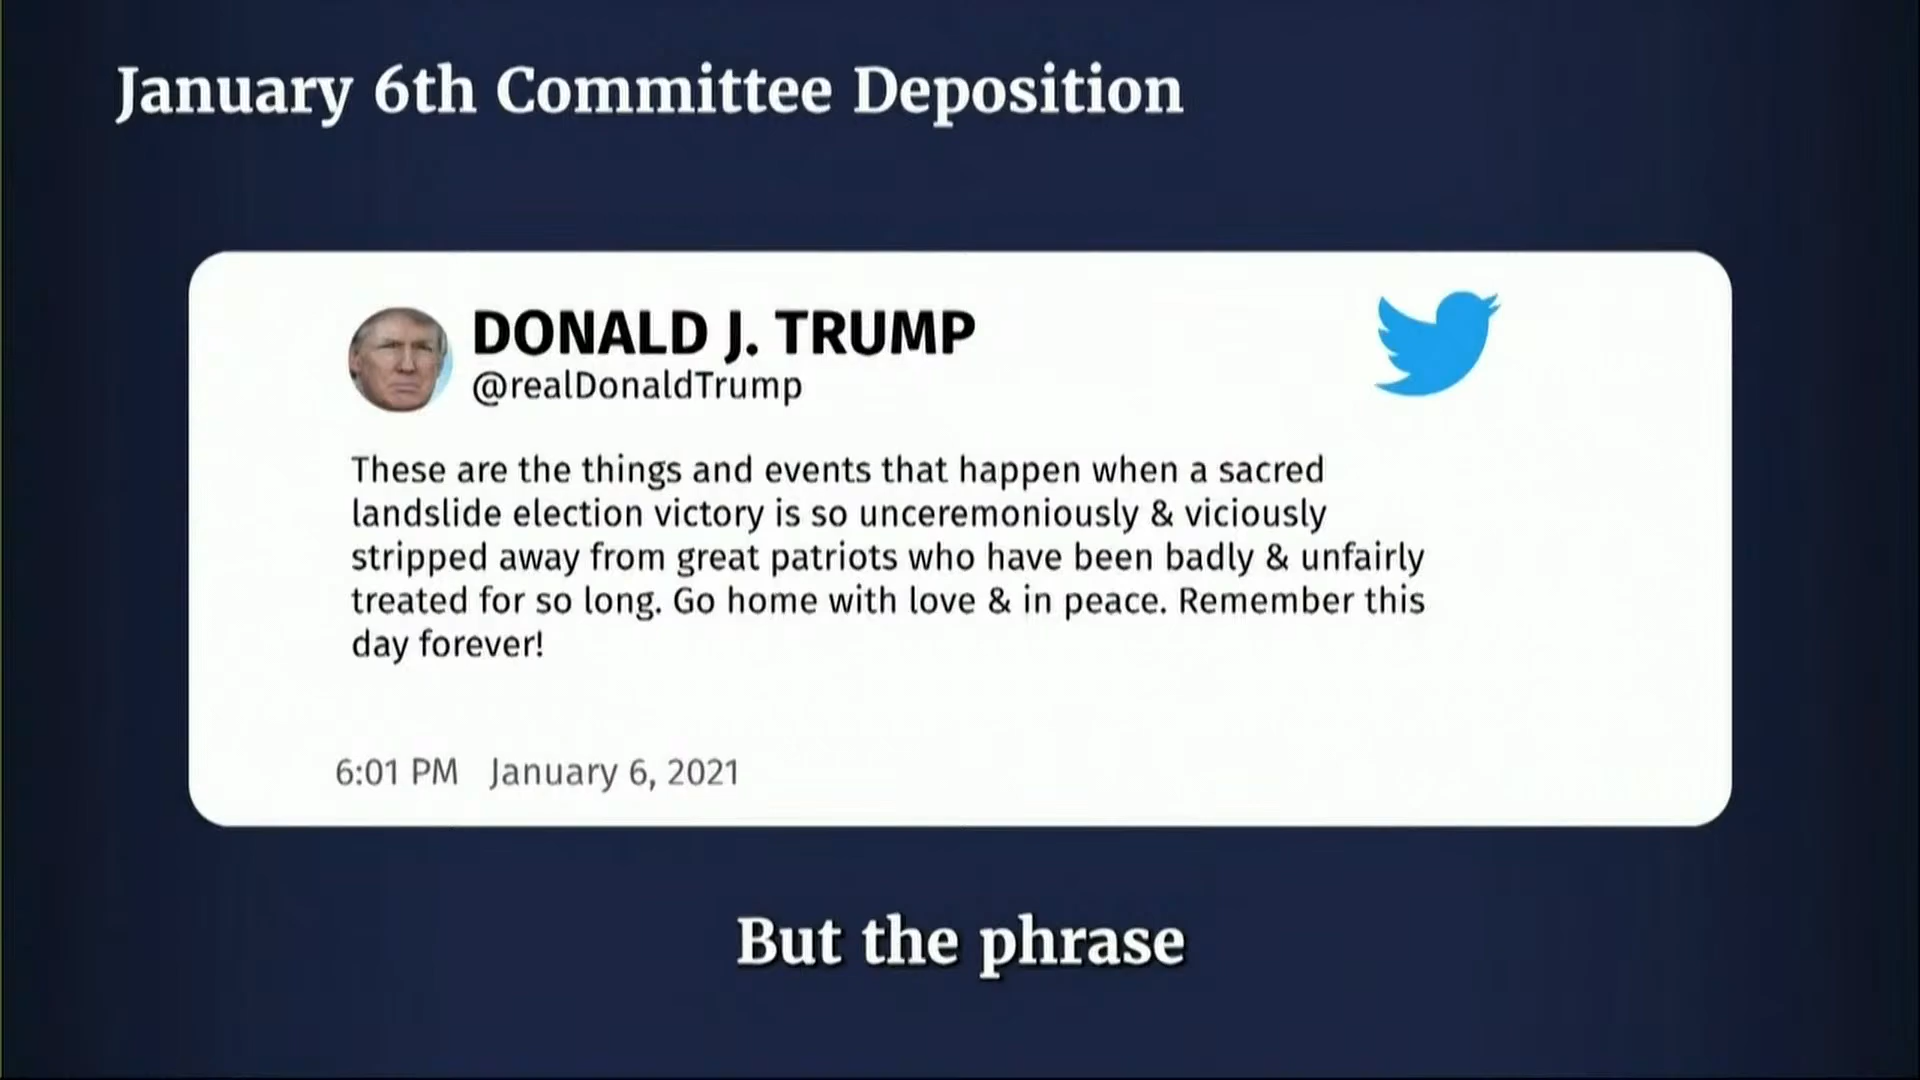 January 6th Committee Deposition
DONALD J. TRUMP
@realDonaldTrump
These are the things and events that happen when a sacred
landslide election victory is so unceremoniously & viciously
stripped away from great patriots who have been badly & unfairly
treated for so long. Go home with love & in peace. Remember this
day forever!
6:01 PM January 6, 2021
But the phrase